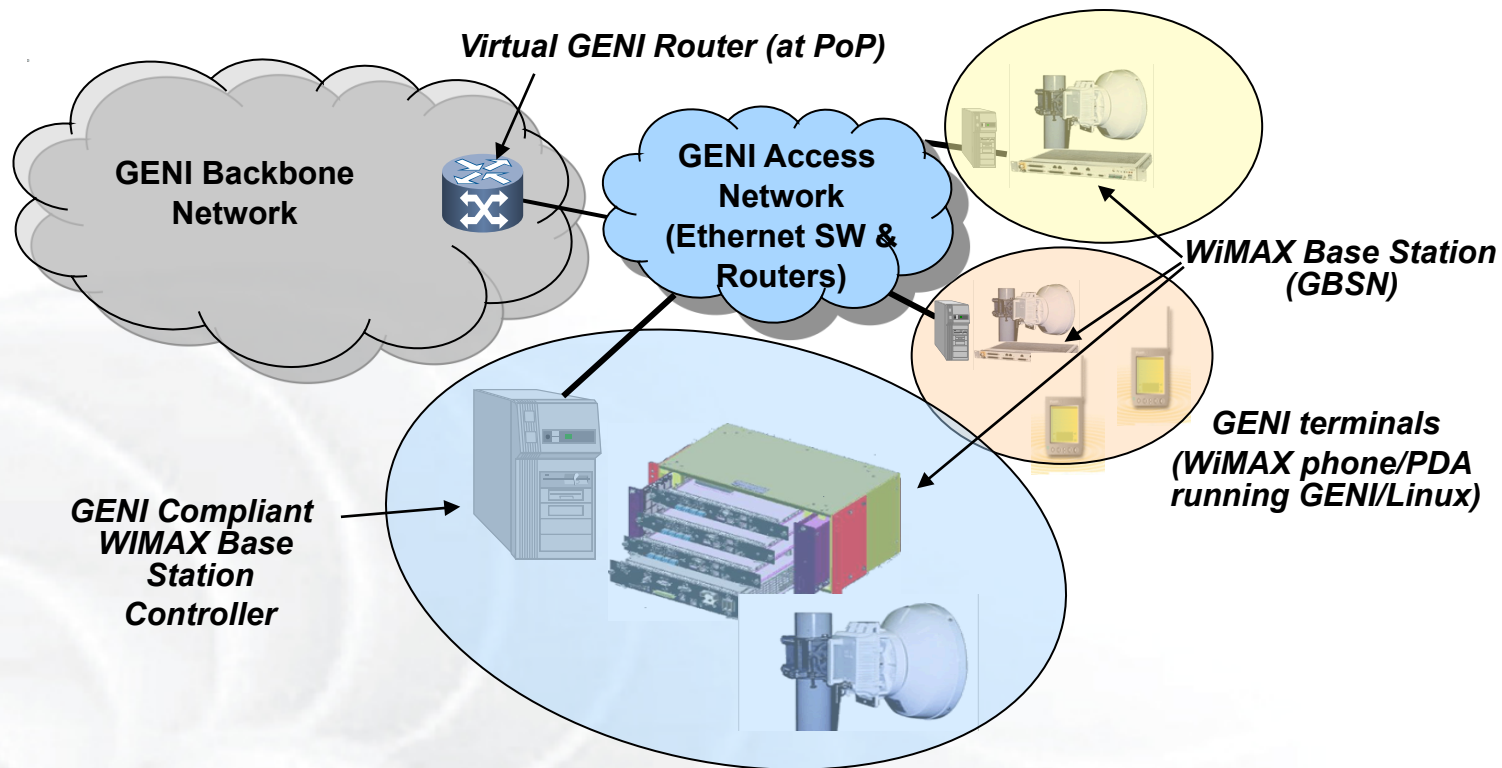 Virtual GENI Router (at PoP)
GENI Backbone
Network
GENI Access
Network
(Ethernet SW &
Routers)
WiMAX Base Station
(GBSN)
GENI terminals
(WiMAX phone/PDA
running GENI/Linux)
GENI Compliant
WIMAX Base
Station
Controller